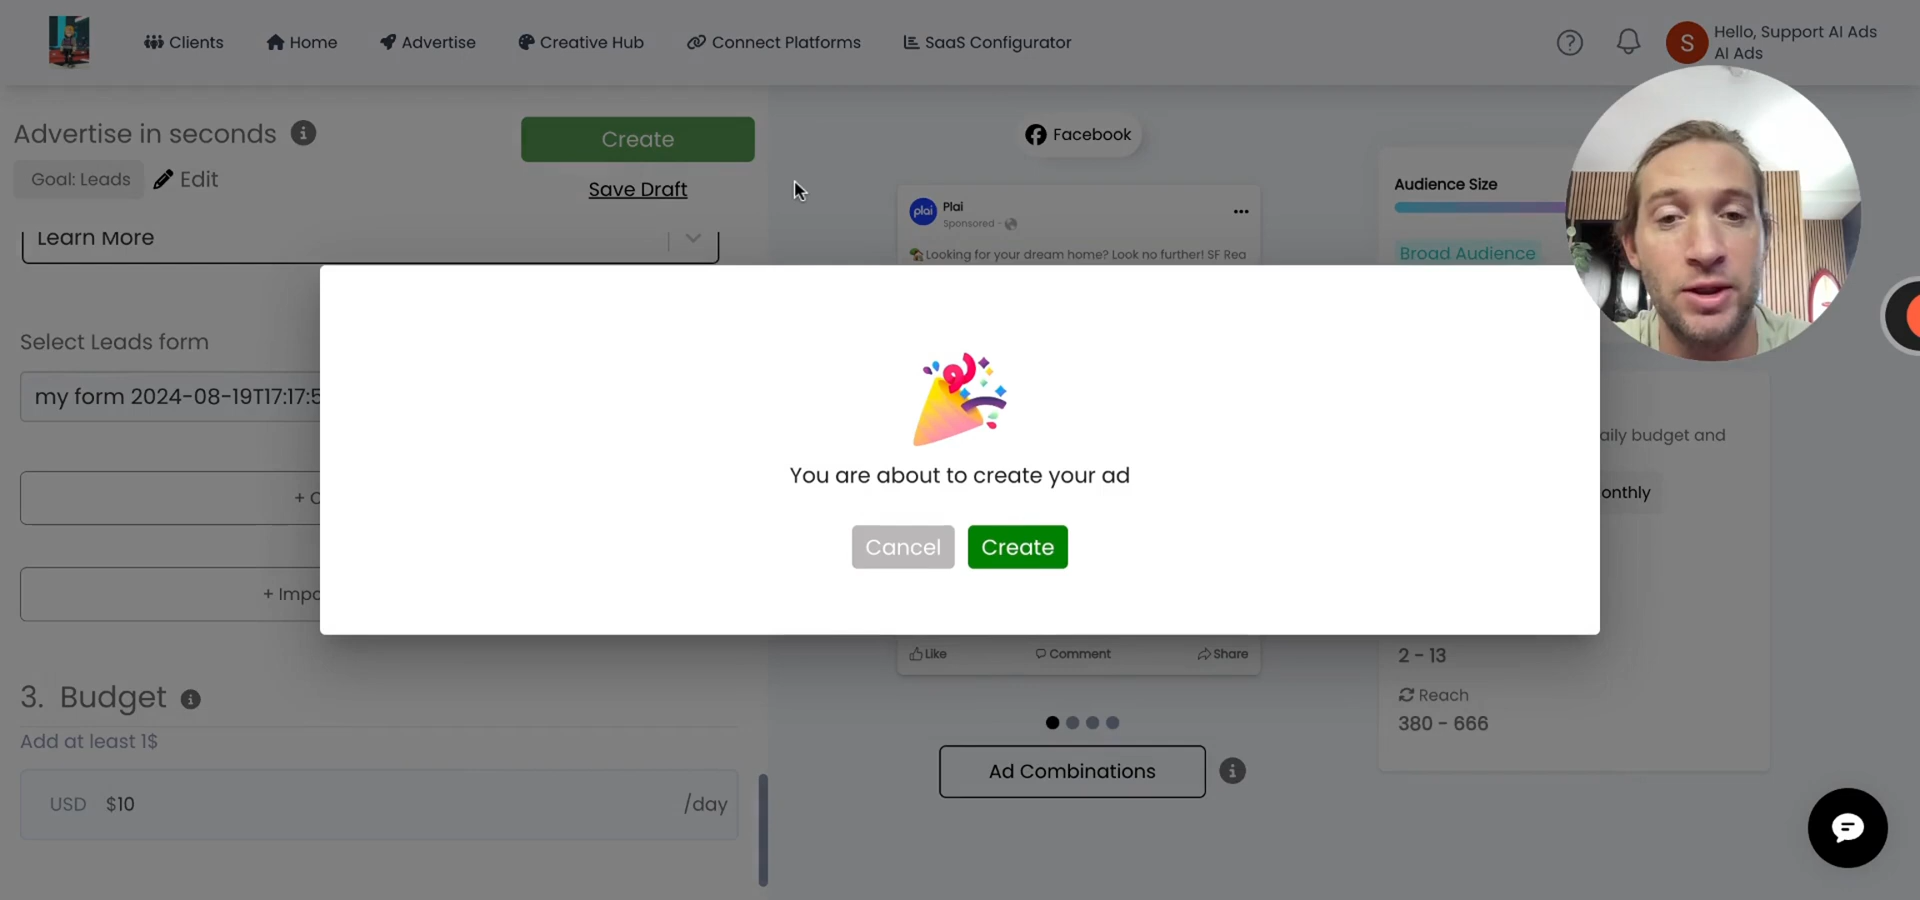 Clients
Home
Advertise
Creative Hub
Connect Platforms
SaaS Configurator
?
S
Hello, Support AI Ads
AI Ads
Advertise in seconds
Create
Goal: Leads
Edit
Save Draft
Learn More
Select Leads form
my form 2024-08-19T17:17:5
+ C
+ Impo
3. Budget
Add at least 1$
USD $10 /day
Facebook
plai
Plai
Sponsored
🏡Looking for your dream home? Look no further! SF Rea
You are about to create your ad
Cancel
Create
Like
Comment
Share
Ad Combinations
Audience Size
Broad Audience
aily budget and
onthly
2 - 13
Reach
380 - 666